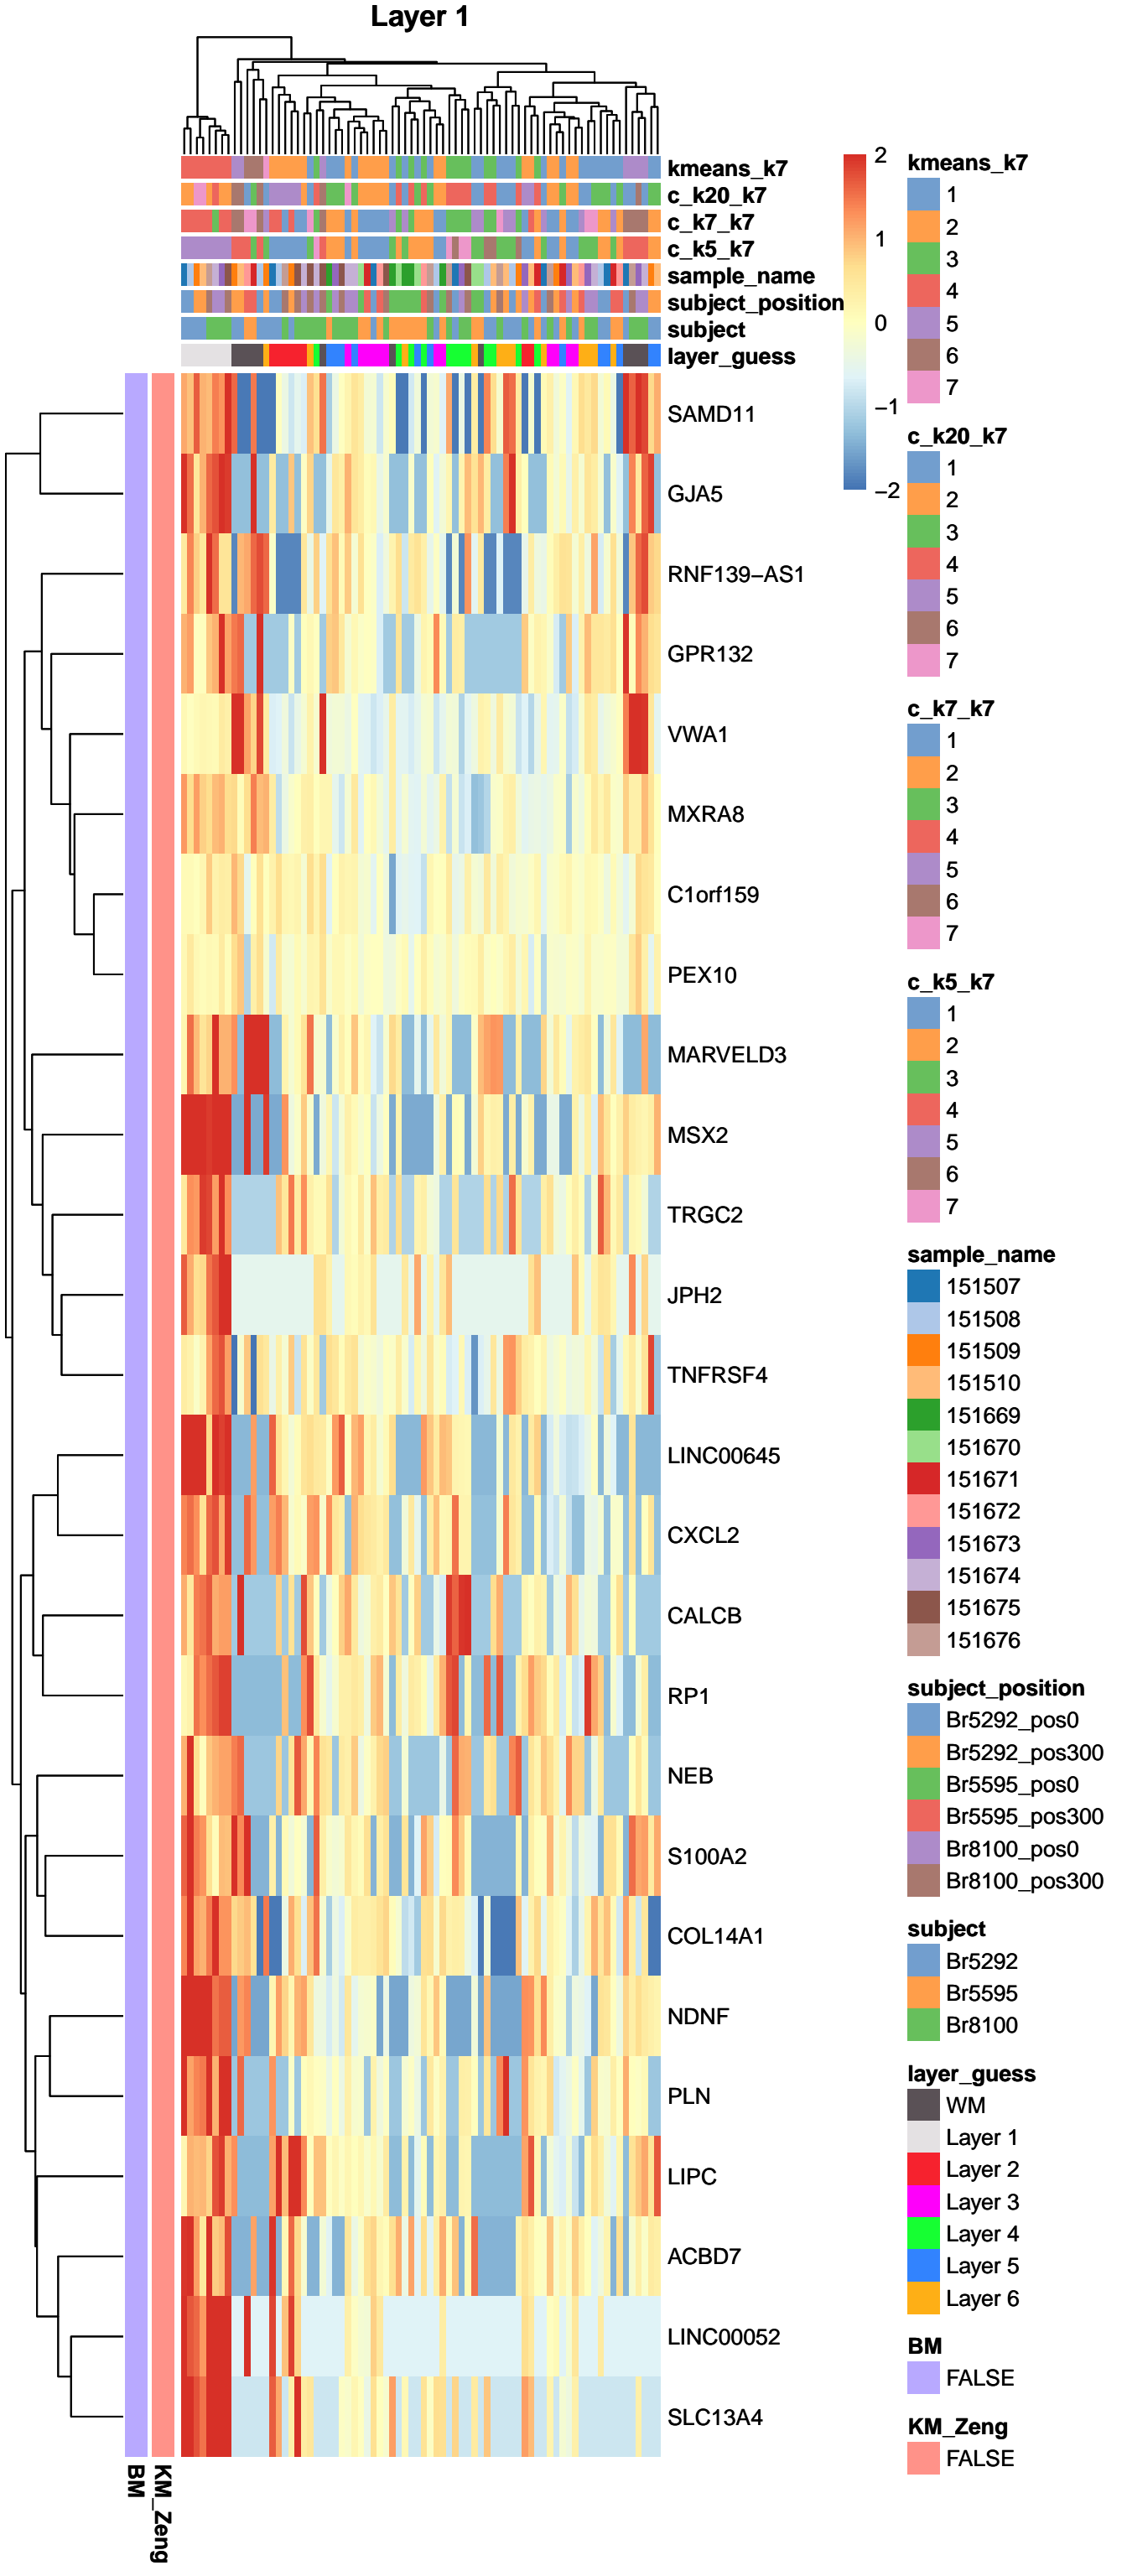 Layer 1
kmeans_k7
c_k20_k7
c_k7_k7
c_k5_k7
sample_name
subject_position
subject
layer_guess
SAMD11
GJA5
RNF139−AS1
GPR132
VWA1
MXRA8
C1orf159
PEX10
MARVELD3
MSX2
TRGC2
JPH2
TNFRSF4
LINC00645
CXCL2
CALCB
RP1
NEB
S100A2
COL14A1
NDNF
PLN
LIPC
ACBD7
LINC00052
SLC13A4
BM
KM_Zeng
2
1
0
−1
−2
kmeans_k7
1
2
3
4
5
6
7
c_k20_k7
1
2
3
4
5
6
7
c_k7_k7
1
2
3
4
5
6
7
c_k5_k7
1
2
3
4
5
6
7
sample_name
151507
151508
151509
151510
151669
151670
151671
151672
151673
151674
151675
151676
subject_position
Br5292_pos0
Br5292_pos300
Br5595_pos0
Br5595_pos300
Br8100_pos0
Br8100_pos300
subject
Br5292
Br5595
Br8100
layer_guess
WM
Layer 1
Layer 2
Layer 3
Layer 4
Layer 5
Layer 6
BM
FALSE
KM_Zeng
FALSE